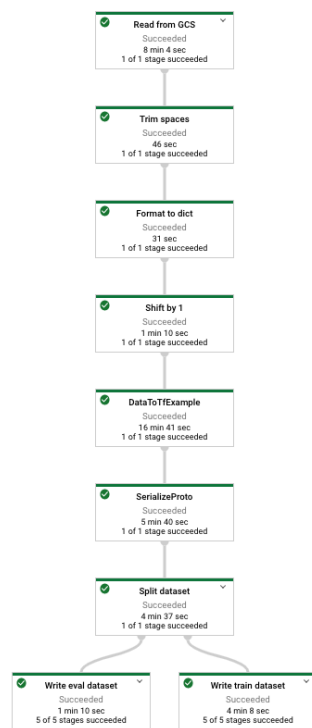 Read from GCS
Succeeded
8 min 4 sec
1 of 1 stage succeeded
Trim spaces
Succeeded
46 sec
1 of 1 stage succeeded
Format to dict
Succeeded
31 sec
1 of 1 stage succeeded
Shift by 1
Succeeded
1 min 10 sec
1 of 1 stage succeeded
DataToTfExample
Succeeded
16 min 41 sec
1 of 1 stage succeeded
SerializeProto
Succeeded
5 min 40 sec
1 of 1 stage succeeded
Split dataset
Succeeded
4 min 37 sec
1 of 1 stage succeeded
Write eval dataset
Succeeded
1 min 10 sec
5 of 5 stages succeeded
Write train dataset
Succeeded
4 min 8 sec
5 of 5 stages succeeded